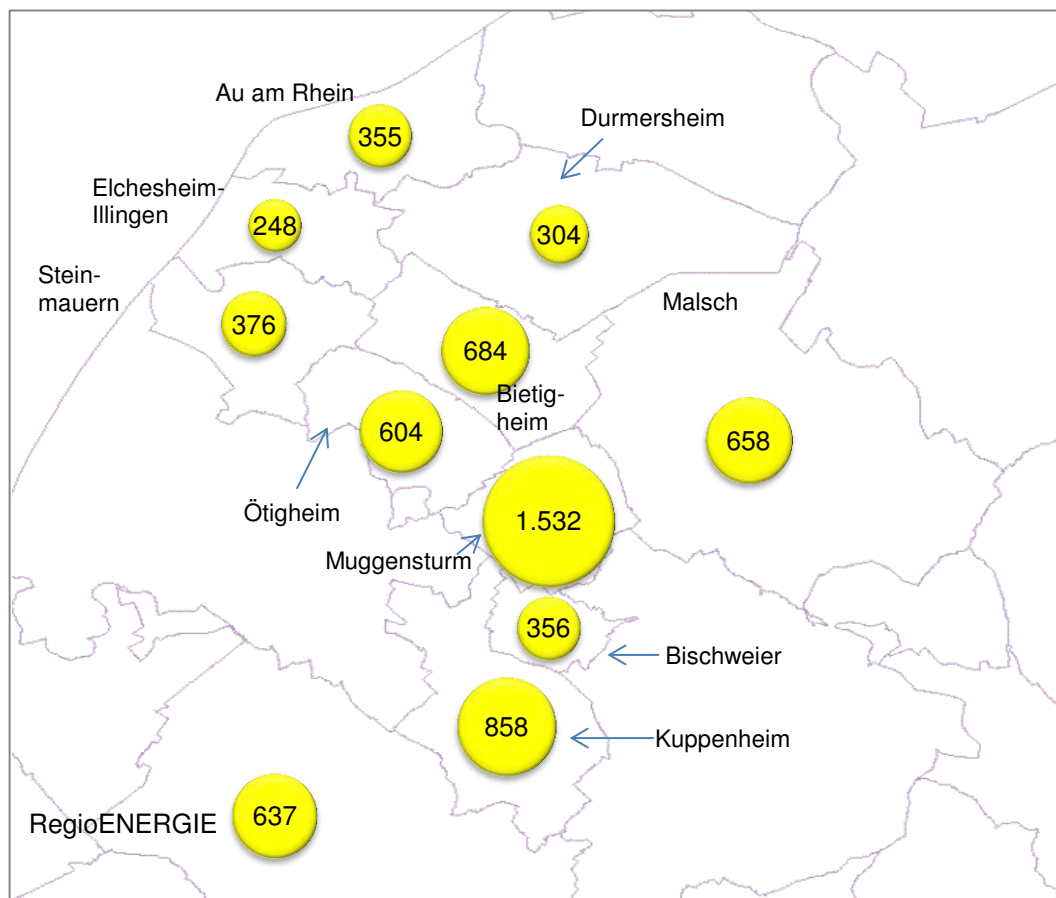 Au am Rhein
355
Durmersheim
Elchesheim-
Illingen
248
304
Stein-
mauern
376
Malsch
684
Bietig-
heim
604
658
Ötigheim
1.532
Muggensturm
356
Bischweier
858
Kuppenheim
RegioENERGIE
637